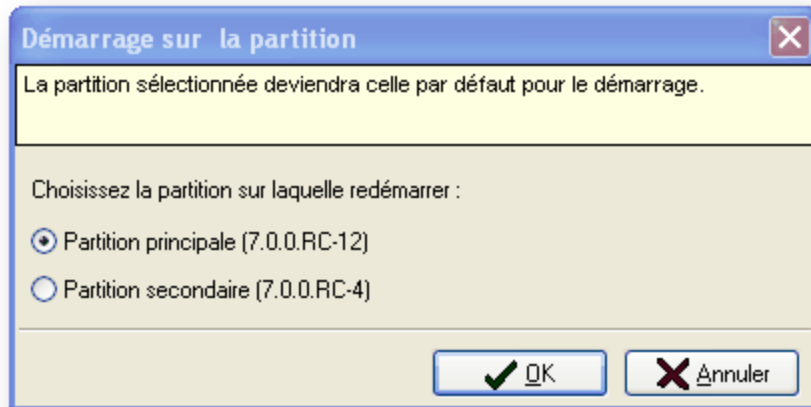 Démarrage sur  la partition
La partition sélectionnée deviendra celle par défaut pour le démarrage.
Choisissez la partition sur laquelle redémarrer :
Partition principale (7.0.0.RC-12)
Partition secondaire (7.0.0.RC-4)
OK
Annuler